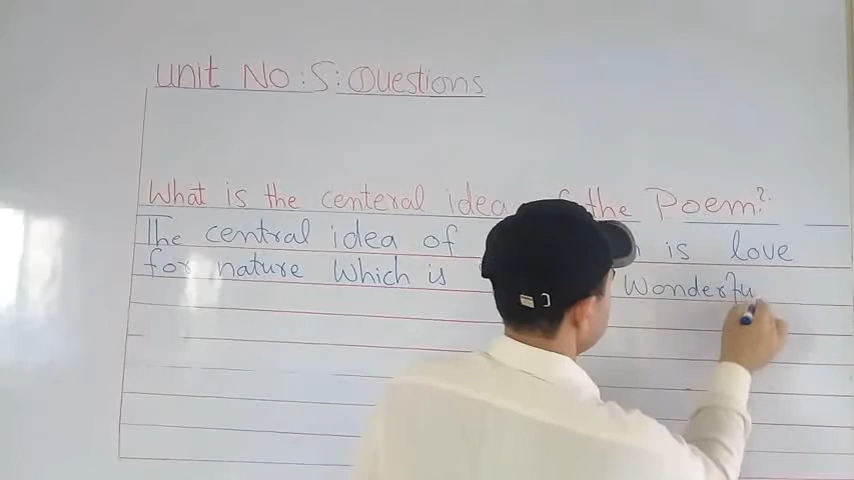 Unit No:5: Questions
What is the centeral idea of the Poem?
The central idea of is love
for nature which is Wonderfu